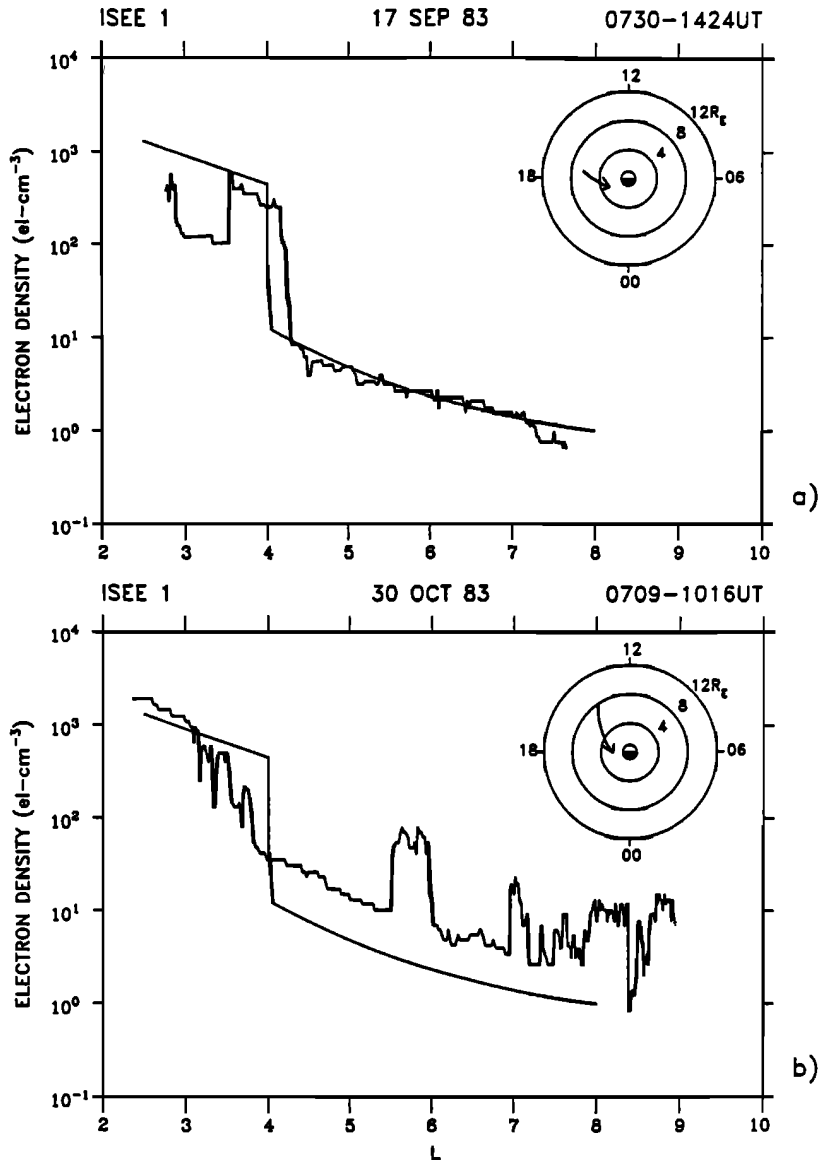 ISEE 1 17 SEP 83 0730-1424UT
10⁴
10³
10²
10¹
10⁰
10⁻¹
ELECTRON DENSITY (el-cm⁻³)
12
12R_E
8
4
18
06
00
2 3 4 5 6 7 8 9 10
a)
ISEE 1 30 OCT 83 0709-1016UT
10⁴
10³
10²
10¹
10⁰
10⁻¹
ELECTRON DENSITY (el-cm⁻³)
12
12R_E
8
4
18
06
00
2 3 4 5 6 7 8 9 10
L
b)